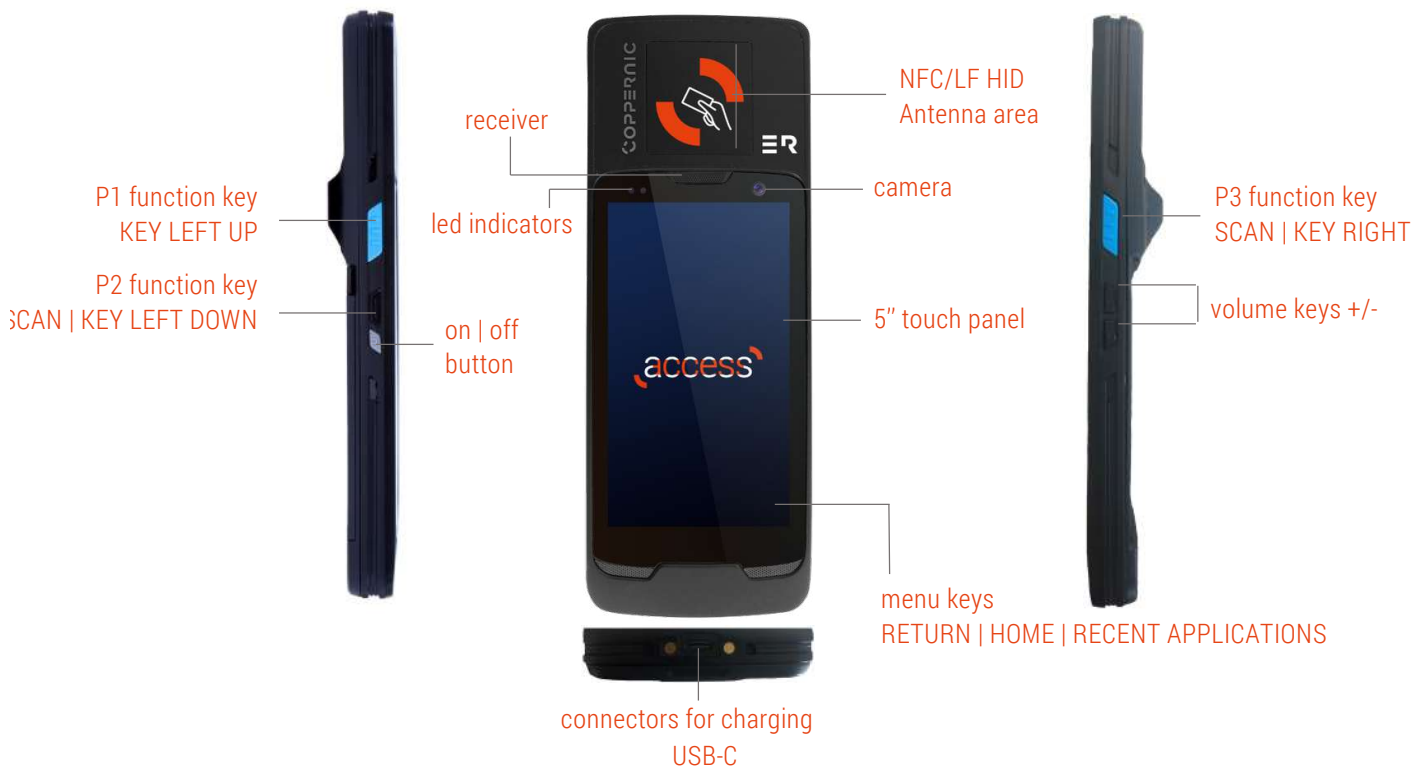 P1 function key
KEY LEFT UP
P2 function key
SCAN | KEY LEFT DOWN
on | off
button
receiver
led indicators
COPPERNIC
ER
access
NFC/LF HID
Antenna area
camera
5’’ touch panel
menu keys
RETURN | HOME | RECENT APPLICATIONS
connectors for charging
USB-C
P3 function key
SCAN | KEY RIGHT
volume keys +/-